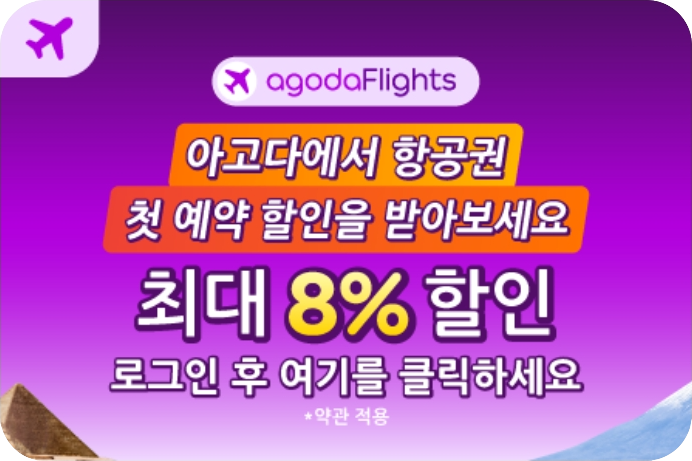 agodaFlights
아고다에서 항공권
첫 예약 할인을 받아보세요
최대 8% 할인
로그인 후 여기를 클릭하세요
*약관 적용